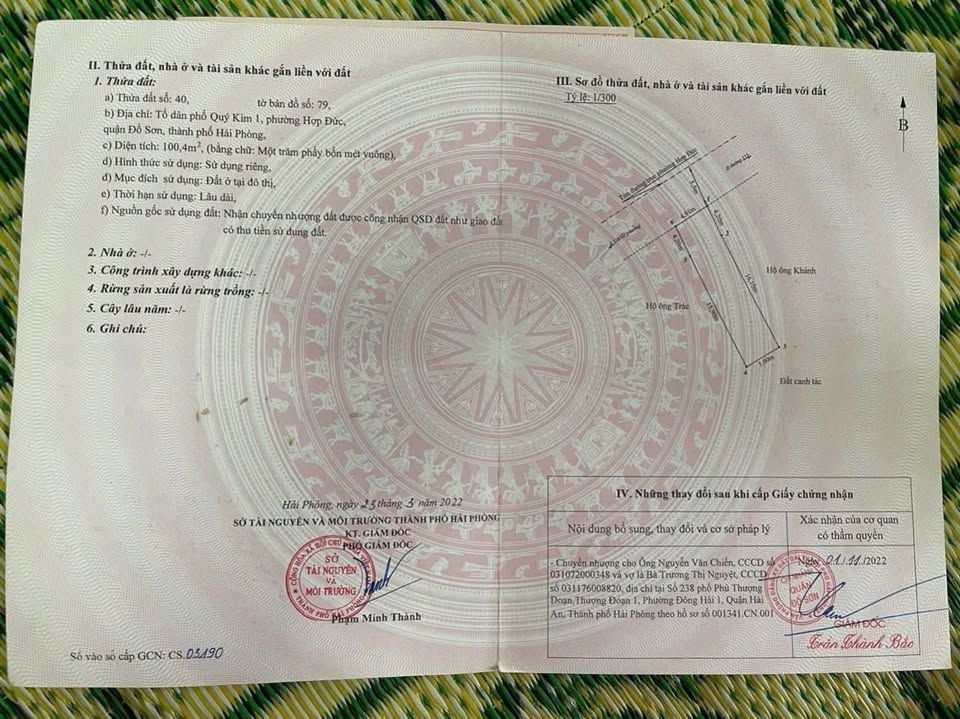 II. Thửa đất, nhà ở và tài sản khác gắn liền với đất
1. Thửa đất:
a) Thửa đất số: 40, tờ bản đồ số: 79,
b) Địa chỉ: Tổ dân phố Quý Kim 1, phường Hợp Đức,
quận Đồ Sơn, thành phố Hải Phòng,
c) Diện tích: 100,4m², (bằng chữ: Một trăm phẩy bốn mét vuông),
d) Hình thức sử dụng: Sử dụng riêng,
đ) Mục đích sử dụng: Đất ở tại đô thị,
e) Thời hạn sử dụng: Lâu dài,
f) Nguồn gốc sử dụng đất: Nhận chuyển nhượng đất được công nhận QSD đất như giao đất
có thu tiền sử dụng đất.
2. Nhà ở: -/-
3. Công trình xây dựng khác: -/-
4. Rừng sản xuất là rừng trồng: -/-
5. Cây lâu năm: -/-
6. Ghi chú:
Hải Phòng, ngày 23 tháng 3 năm 2022
SỞ TÀI NGUYÊN VÀ MÔI TRƯỜNG THÀNH PHỐ HẢI PHÒNG
KT. GIÁM ĐỐC
PHÓ GIÁM ĐỐC
SỞ
TÀI NGUYÊN
VÀ
MÔI TRƯỜNG
Phạm Minh Thành
Số vào sổ cấp GCN: CS.03190
III. Sơ đồ thửa đất, nhà ở và tài sản khác gắn liền với đất
Tỷ lệ: 1/300
B
Hộ ông Khánh
Hộ ông Trác
3
4
5,00m
Đất canh tác
IV. Những thay đổi sau khi cấp Giấy chứng nhận
Nội dung bổ sung, thay đổi và cơ sở pháp lý
Xác nhận của cơ quan
có thẩm quyền
- Chuyển nhượng cho Ông Nguyễn Văn Chiến, CCCD số
031072000348 và vợ là Bà Trương Thị Nguyệt, CCCD
số 031176008820, địa chỉ tại Số 238 phố Phú Thượng
Đoạn, Thượng Đoạn 1, Phường Đông Hải 1, Quận Hải
An, Thành phố Hải Phòng theo hồ sơ số 001341.CN.001
Ngày 01/11/2022
QUẬN
ĐỒ SƠN
GIÁM ĐỐC
Trần Thành Bắc